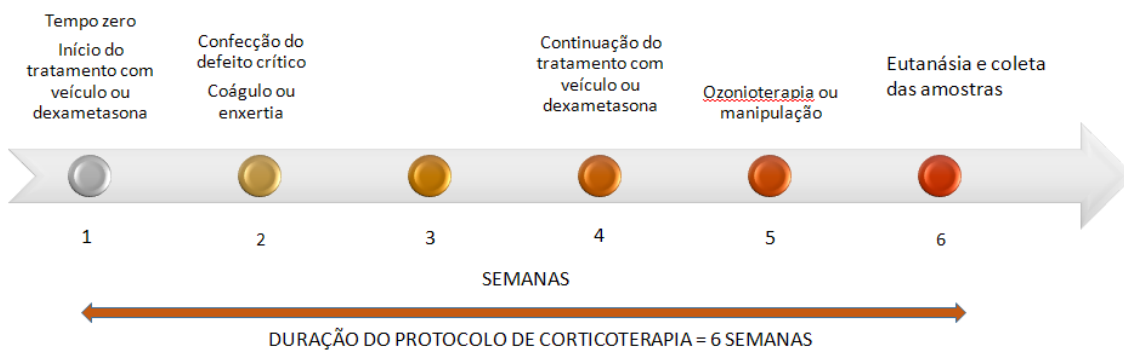 Tempo zero
Início do
tratamento com
veículo ou
dexametasona
Confecção do
defeito crítico
Coágulo ou
enxertia
Continuação do
tratamento com
veículo ou
dexametasona
Ozonioterapia ou
manipulação
Eutanásia e coleta
das amostras
1
2
3
4
5
6
SEMANAS
DURAÇÃO DO PROTOCOLO DE CORTICOTERAPIA = 6 SEMANAS